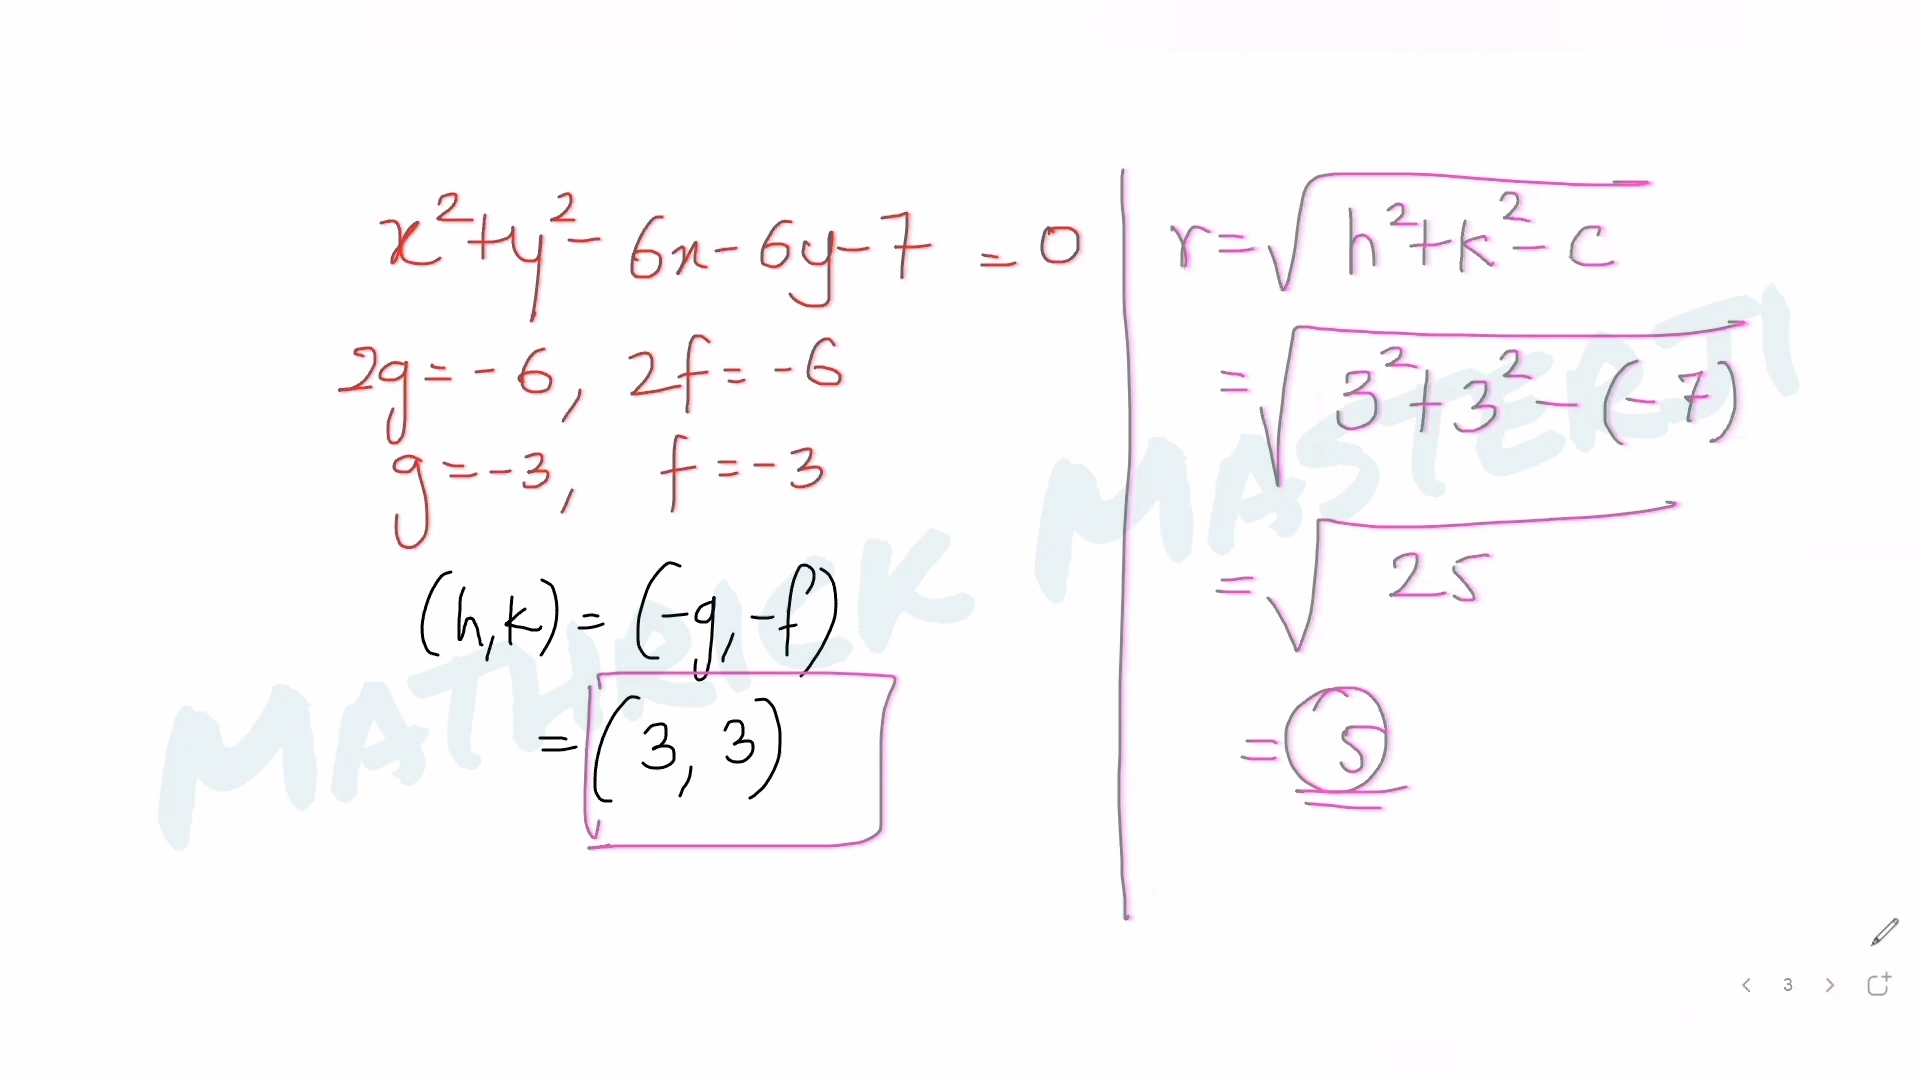 x²+y²-6x-6y-7 = 0
2g=-6, 2f=-6
g=-3, f=-3
(h,k)=(-g,-f)
=(3, 3)
r=√h²+k²-c
=√3²+3²-(-7)
=√25
=5
MATHRICK MASTERJI
3